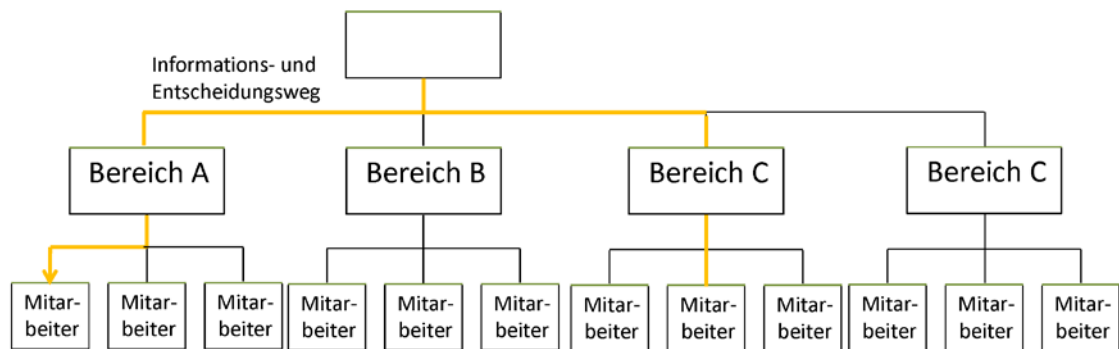 Informations- und
Entscheidungsweg
Bereich A
Bereich B
Bereich C
Bereich C
Mitar-
beiter
Mitar-
beiter
Mitar-
beiter
Mitar-
beiter
Mitar-
beiter
Mitar-
beiter
Mitar-
beiter
Mitar-
beiter
Mitar-
beiter
Mitar-
beiter
Mitar-
beiter
Mitar-
beiter